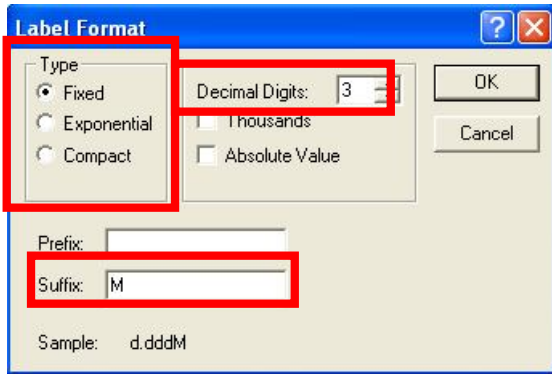 Label Format
Type
Fixed
Exponential
Compact
Decimal Digits: 3
Thousands
Absolute Value
OK
Cancel
Prefix:
Suffix: M
Sample: d.dddM